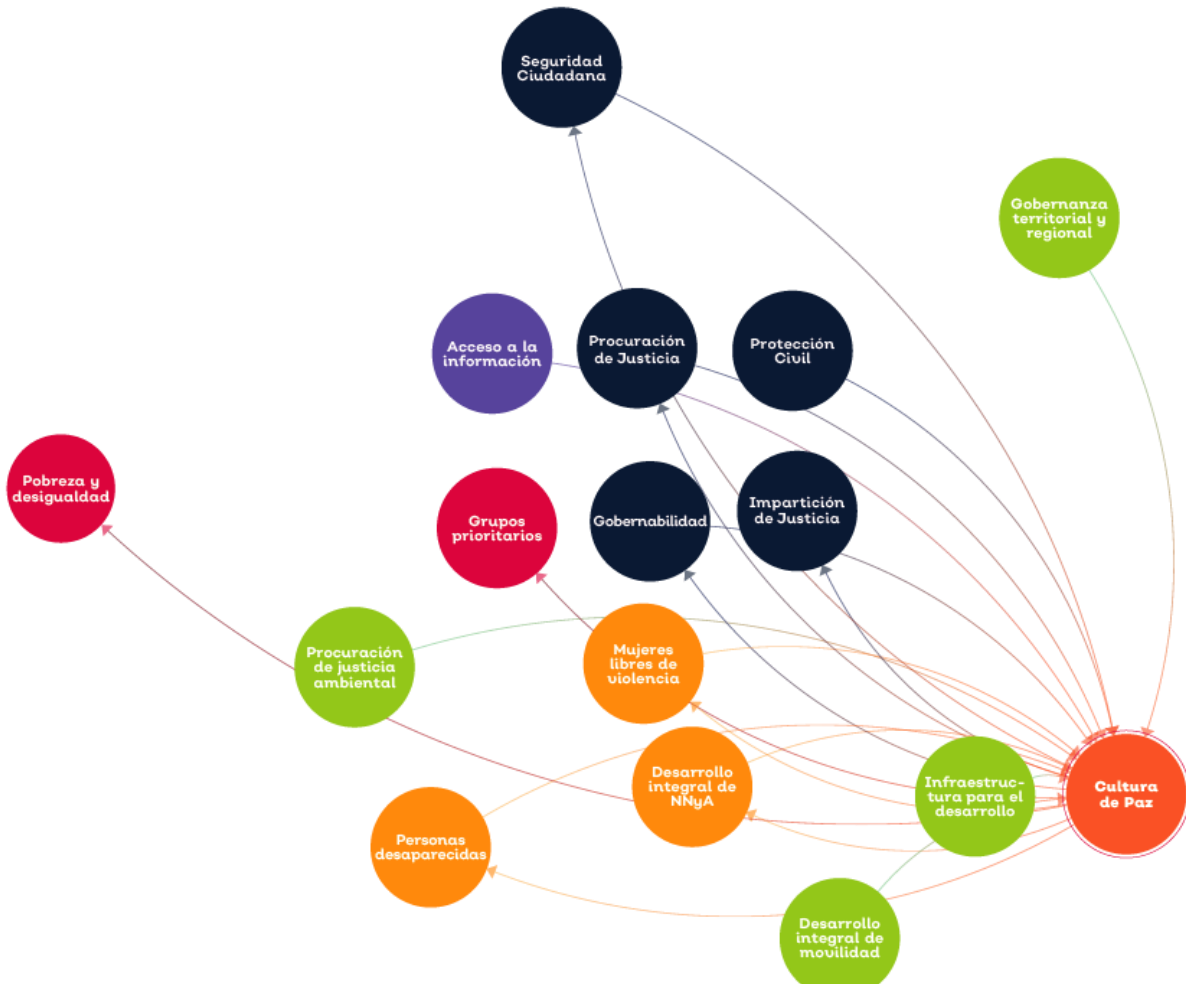 Seguridad
Ciudadana
Gobernanza
territorial y
regional
Acceso a la
información
Procuración
de Justicia
Protección
Civil
Pobreza y
desigualdad
Grupos
prioritarios
Gobernabilidad
Impartición
de Justicia
Procuración
de justicia
ambiental
Mujeres
libres de
violencia
Desarrollo
integral de
NNyA
Infraestruc-
tura para el
desarrollo
Cultura
de Paz
Personas
desaparecidas
Desarrollo
integral de
movilidad